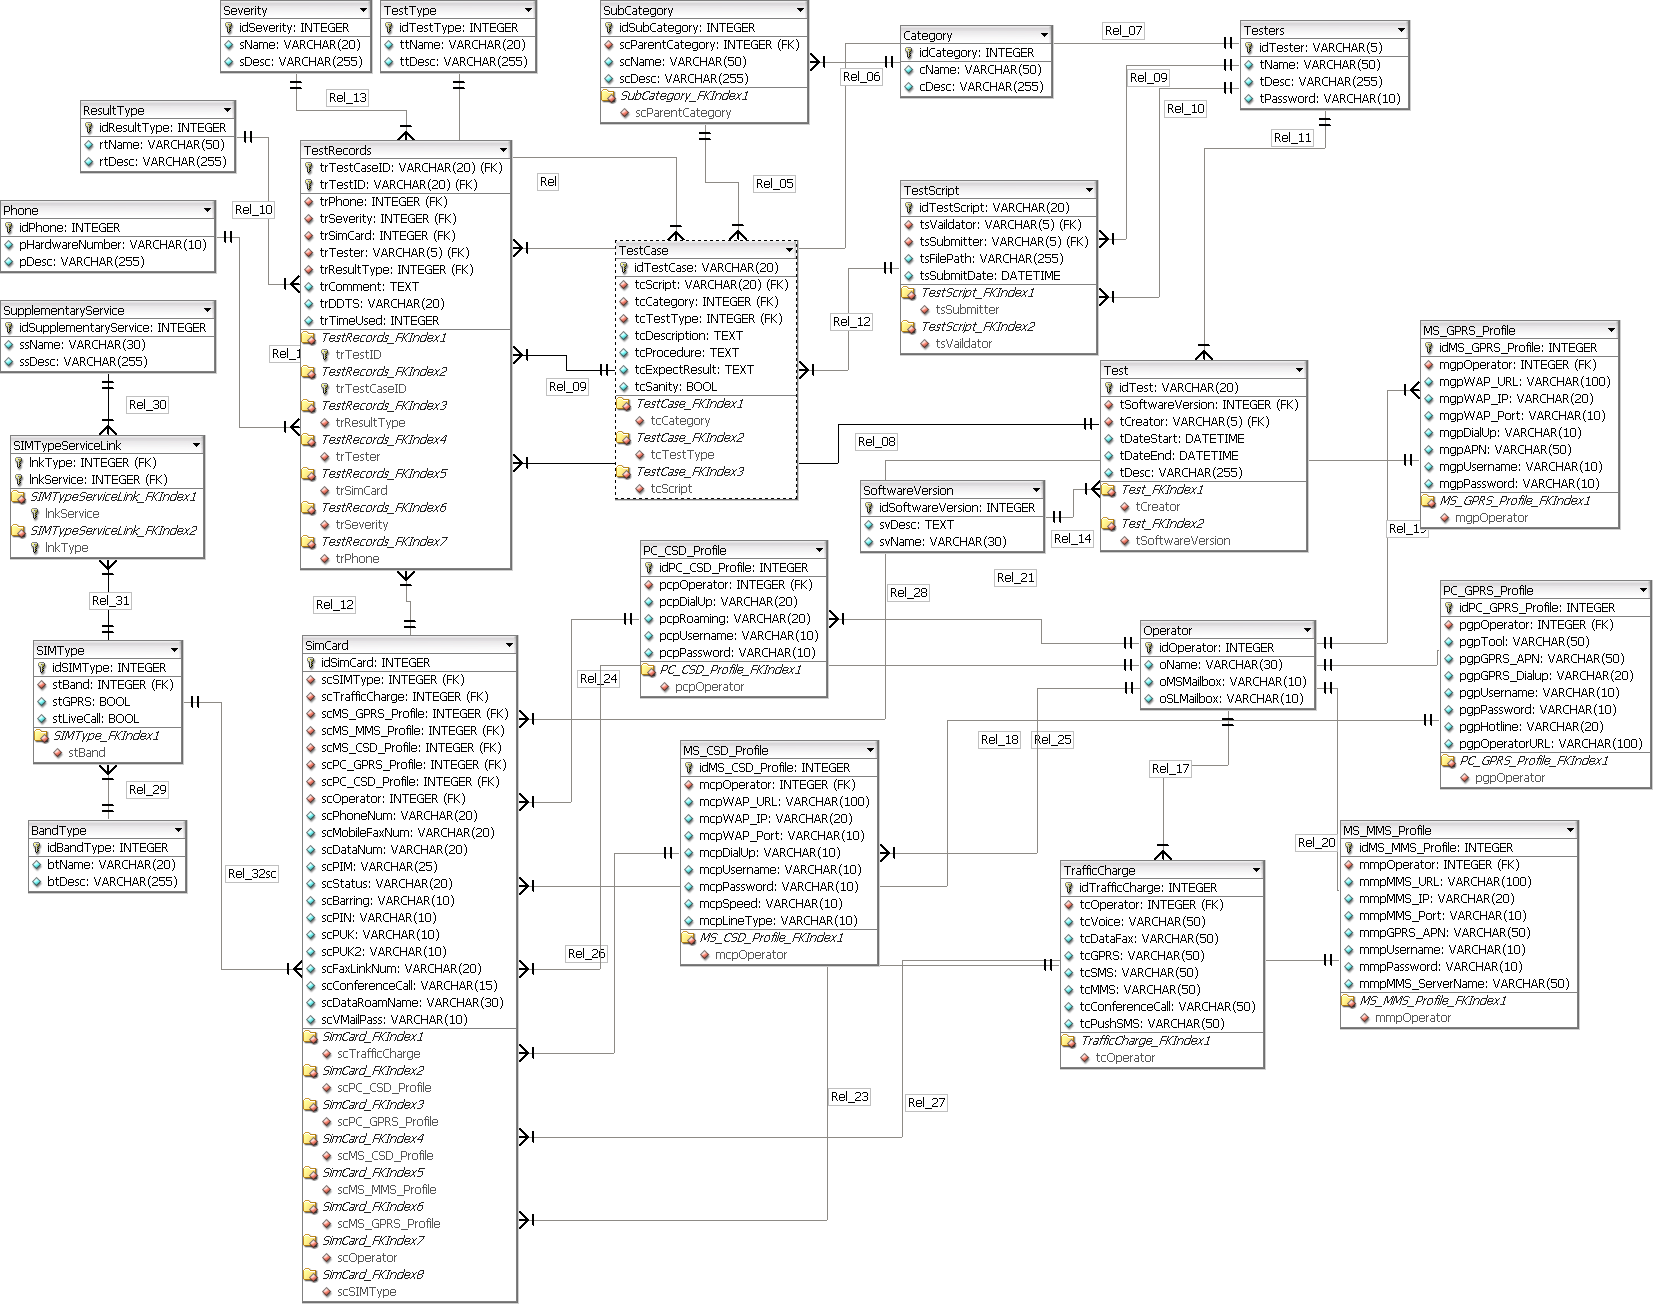 Severity
idSeverity: INTEGER
sName: VARCHAR(20)
sDesc: VARCHAR(255)
TestType
idTestType: INTEGER
ttName: VARCHAR(20)
ttDesc: VARCHAR(255)
SubCategory
idSubCategory: INTEGER
scParentCategory: INTEGER (FK)
scName: VARCHAR(50)
scDesc: VARCHAR(255)
SubCategory_FKIndex1
scParentCategory
Category
idCategory: INTEGER
cName: VARCHAR(50)
cDesc: VARCHAR(255)
Testers
idTester: VARCHAR(5)
tName: VARCHAR(50)
tDesc: VARCHAR(255)
tPassword: VARCHAR(10)
Rel_07
Rel_06
Rel_09
Rel_10
Rel_11
Rel_13
ResultType
idResultType: INTEGER
rtName: VARCHAR(50)
rtDesc: VARCHAR(255)
Rel_10
Phone
idPhone: INTEGER
pHardwareNumber: VARCHAR(10)
pDesc: VARCHAR(255)
SupplementaryService
idSupplementaryService: INTEGER
ssName: VARCHAR(30)
ssDesc: VARCHAR(255)
Rel_30
TestRecords
trTestCaseID: VARCHAR(20) (FK)
trTestID: VARCHAR(20) (FK)
trPhone: INTEGER (FK)
trSeverity: INTEGER (FK)
trSimCard: INTEGER (FK)
trTester: VARCHAR(5) (FK)
trResultType: INTEGER (FK)
trComment: TEXT
trDDTS: VARCHAR(20)
trTimeUsed: INTEGER
TestRecords_FKIndex1
trTestID
TestRecords_FKIndex2
trTestCaseID
TestRecords_FKIndex3
trResultType
TestRecords_FKIndex4
trTester
TestRecords_FKIndex5
trSimCard
TestRecords_FKIndex6
trSeverity
TestRecords_FKIndex7
trPhone
Rel
Rel_05
TestCase
idTestCase: VARCHAR(20)
tcScript: VARCHAR(20) (FK)
tcCategory: INTEGER (FK)
tcTestType: INTEGER (FK)
tcDescription: TEXT
tcProcedure: TEXT
tcExpectResult: TEXT
tcSanity: BOOL
TestCase_FKIndex1
tcCategory
TestCase_FKIndex2
tcTestType
TestCase_FKIndex3
tcScript
Rel_09
Rel_12
Rel_08
TestScript
idTestScript: VARCHAR(20)
tsVaildator: VARCHAR(5) (FK)
tsSubmitter: VARCHAR(5) (FK)
tsFilePath: VARCHAR(255)
tsSubmitDate: DATETIME
TestScript_FKIndex1
tsSubmitter
TestScript_FKIndex2
tsVaildator
Test
idTest: VARCHAR(20)
tSoftwareVersion: INTEGER (FK)
tCreator: VARCHAR(5) (FK)
tDateStart: DATETIME
tDateEnd: DATETIME
tDesc: VARCHAR(255)
Test_FKIndex1
tCreator
Test_FKIndex2
tSoftwareVersion
MS_GPRS_Profile
idMS_GPRS_Profile: INTEGER
mgpOperator: INTEGER (FK)
mgpWAP_URL: VARCHAR(100)
mgpWAP_IP: VARCHAR(20)
mgpWAP_Port: VARCHAR(10)
mgpDialUp: VARCHAR(10)
mgpAPN: VARCHAR(50)
mgpUsername: VARCHAR(10)
mgpPassword: VARCHAR(10)
MS_GPRS_Profile_FKIndex1
mgpOperator
SoftwareVersion
idSoftwareVersion: INTEGER
svDesc: TEXT
svName: VARCHAR(30)
Rel_14
Rel_21
Rel_28
SIMTypeServiceLink
lnkType: INTEGER (FK)
lnkService: INTEGER (FK)
SIMTypeServiceLink_FKIndex1
lnkService
SIMTypeServiceLink_FKIndex2
lnkType
Rel_31
SIMType
idSIMType: INTEGER
stBand: INTEGER (FK)
stGPRS: BOOL
stLiveCall: BOOL
SIMType_FKIndex1
stBand
Rel_29
BandType
idBandType: INTEGER
btName: VARCHAR(20)
btDesc: VARCHAR(255)
Rel_32sc
Rel_12
SimCard
idSimCard: INTEGER
scSIMType: INTEGER (FK)
scTrafficCharge: INTEGER (FK)
scMS_GPRS_Profile: INTEGER (FK)
scMS_MMS_Profile: INTEGER (FK)
scMS_CSD_Profile: INTEGER (FK)
scPC_GPRS_Profile: INTEGER (FK)
scPC_CSD_Profile: INTEGER (FK)
scOperator: INTEGER (FK)
scPhoneNum: VARCHAR(20)
scMobileFaxNum: VARCHAR(20)
scDataNum: VARCHAR(20)
scPIM: VARCHAR(25)
scStatus: VARCHAR(20)
scBarring: VARCHAR(10)
scPIN: VARCHAR(10)
scPUK: VARCHAR(10)
scPUK2: VARCHAR(10)
scFaxLinkNum: VARCHAR(20)
scConferenceCall: VARCHAR(15)
scDataRoamName: VARCHAR(30)
scVMailPass: VARCHAR(10)
SimCard_FKIndex1
scTrafficCharge
SimCard_FKIndex2
scPC_CSD_Profile
SimCard_FKIndex3
scPC_GPRS_Profile
SimCard_FKIndex4
scMS_CSD_Profile
SimCard_FKIndex5
scMS_MMS_Profile
SimCard_FKIndex6
scMS_GPRS_Profile
SimCard_FKIndex7
scOperator
SimCard_FKIndex8
scSIMType
PC_CSD_Profile
idPC_CSD_Profile: INTEGER
pcpOperator: INTEGER (FK)
pcpDialUp: VARCHAR(20)
pcpRoaming: VARCHAR(20)
pcpUsername: VARCHAR(10)
pcpPassword: VARCHAR(10)
PC_CSD_Profile_FKIndex1
pcpOperator
Rel_24
Operator
idOperator: INTEGER
oName: VARCHAR(30)
oMSMailbox: VARCHAR(10)
oSLMailbox: VARCHAR(10)
PC_GPRS_Profile
idPC_GPRS_Profile: INTEGER
pgpOperator: INTEGER (FK)
pgpTool: VARCHAR(50)
pgpGPRS_APN: VARCHAR(50)
pgpGPRS_Dialup: VARCHAR(20)
pgpUsername: VARCHAR(10)
pgpPassword: VARCHAR(10)
pgpHotline: VARCHAR(20)
pgpOperatorURL: VARCHAR(100)
PC_GPRS_Profile_FKIndex1
pgpOperator
Rel_18
Rel_25
Rel_17
MS_CSD_Profile
idMS_CSD_Profile: INTEGER
mcpOperator: INTEGER (FK)
mcpWAP_URL: VARCHAR(100)
mcpWAP_IP: VARCHAR(20)
mcpWAP_Port: VARCHAR(10)
mcpDialUp: VARCHAR(10)
mcpUsername: VARCHAR(10)
mcpPassword: VARCHAR(10)
mcpSpeed: VARCHAR(10)
mcpLineType: VARCHAR(10)
MS_CSD_Profile_FKIndex1
mcpOperator
Rel_26
Rel_20
TrafficCharge
idTrafficCharge: INTEGER
tcOperator: INTEGER (FK)
tcVoice: VARCHAR(50)
tcDataFax: VARCHAR(50)
tcGPRS: VARCHAR(50)
tcSMS: VARCHAR(50)
tcMMS: VARCHAR(50)
tcConferenceCall: VARCHAR(50)
tcPushSMS: VARCHAR(50)
TrafficCharge_FKIndex1
tcOperator
MS_MMS_Profile
idMS_MMS_Profile: INTEGER
mmpOperator: INTEGER (FK)
mmpMMS_URL: VARCHAR(100)
mmpMMS_IP: VARCHAR(20)
mmpMMS_Port: VARCHAR(10)
mmpGPRS_APN: VARCHAR(50)
mmpUsername: VARCHAR(10)
mmpPassword: VARCHAR(10)
mmpMMS_ServerName: VARCHAR(50)
MS_MMS_Profile_FKIndex1
mmpOperator
Rel_23
Rel_27